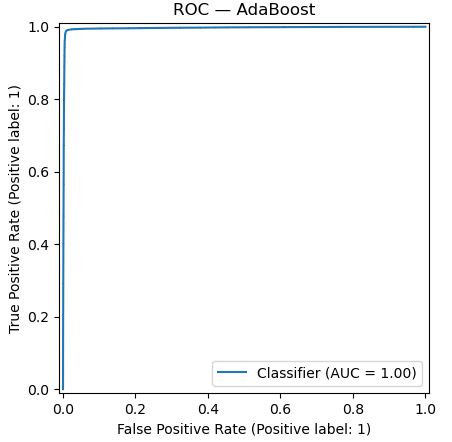 ROC — AdaBoost
1.0
0.8
0.6
0.4
0.2
0.0
True Positive Rate (Positive label: 1)
Classifier (AUC = 1.00)
0.0 0.2 0.4 0.6 0.8 1.0
False Positive Rate (Positive label: 1)